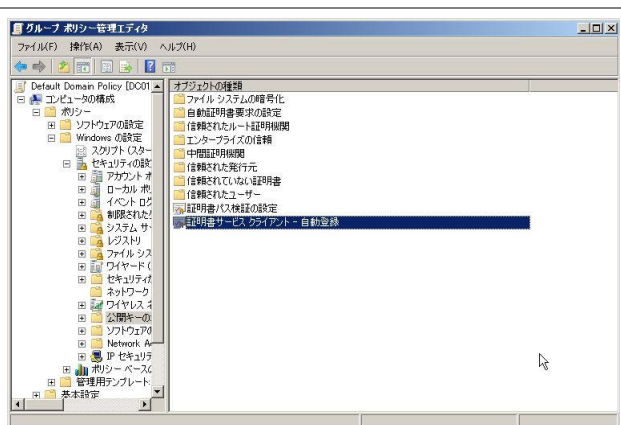 グループ ポリシー管理エディタ
ファイル(F) 操作(A) 表示(V) ヘルプ(H)
Default Domain Policy [DC01
コンピュータの構成
ポリシー
ソフトウェアの設定
Windows の設定
スクリプト (スター
セキュリティの設
アカウント ポ
ローカル ポ
イベント ログ
制限された
システム サ
レジストリ
ファイル シス
ワイヤード (
セキュリティ
ネットワーク
ワイヤレス ネ
公開キーの
ソフトウェアの
Network A
IP セキュリテ
ポリシー ベースの
管理用テンプレート:
基本設定
オブジェクトの種類
ファイル システムの暗号化
自動証明書要求の設定
信頼されたルート証明機関
エンタープライズの信頼
中間証明機関
信頼された発行元
信頼されていない証明書
信頼されたユーザー
証明書パス検証の設定
証明書サービス クライアント - 自動登録